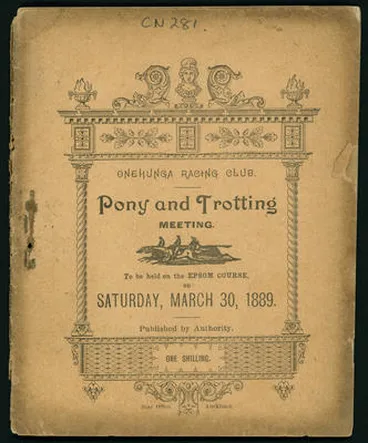 CN 281.
ONEHUNGA RACING CLUB.
Pony and Trotting
MEETING.
To be held on the EPSOM COURSE,
ON
SATURDAY, MARCH 30, 1889.
Published by Authority.
ONE SHILLING.
Star Office, Auckland.